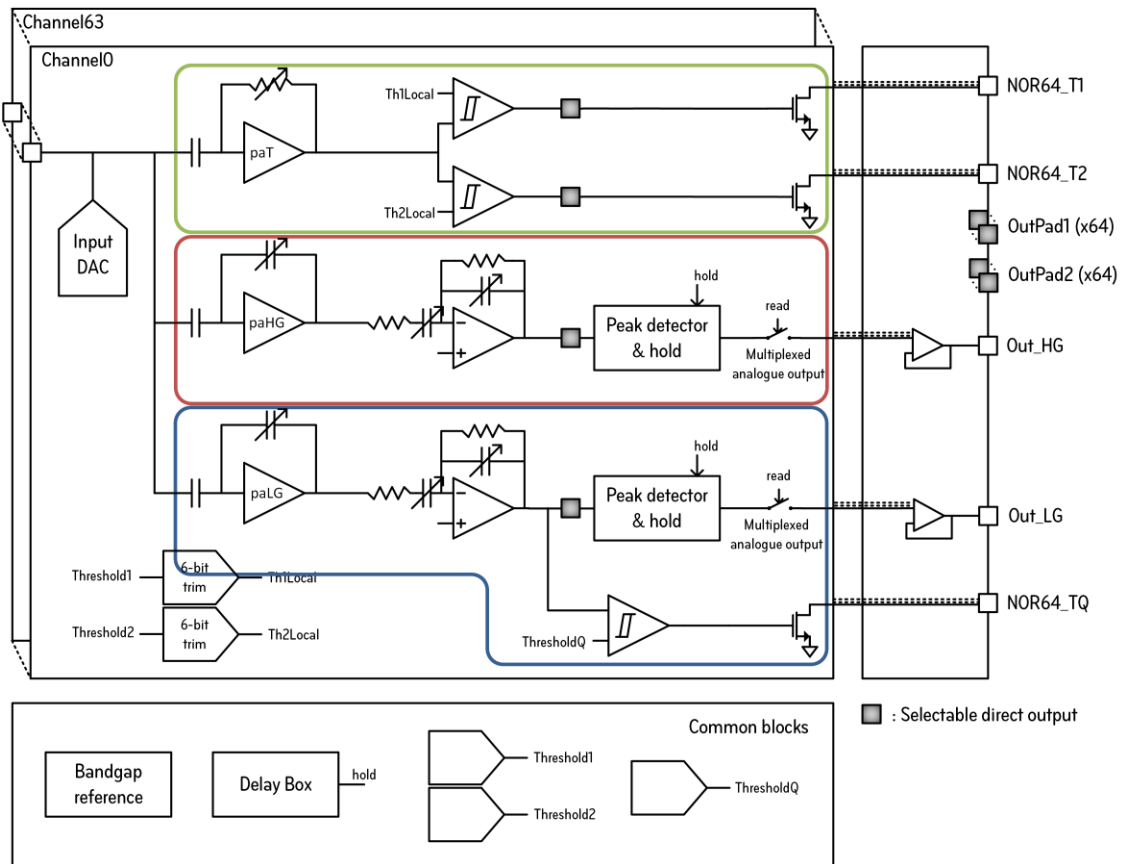 Channel63
Channel0
Th1Local
paT
Th2Local
Input
DAC
NOR64_T1
NOR64_T2
OutPad1 (x64)
OutPad2 (x64)
paHG
hold
Peak detector
& hold
read
Multiplexed
analogue output
Out_HG
paLG
hold
Peak detector
& hold
read
Multiplexed
analogue output
Out_LG
Threshold1
6-bit
trim
Th1Local
Threshold2
6-bit
trim
Th2Local
ThresholdQ
NOR64_TQ
: Selectable direct output
Common blocks
Bandgap
reference
Delay Box
hold
Threshold1
Threshold2
ThresholdQ